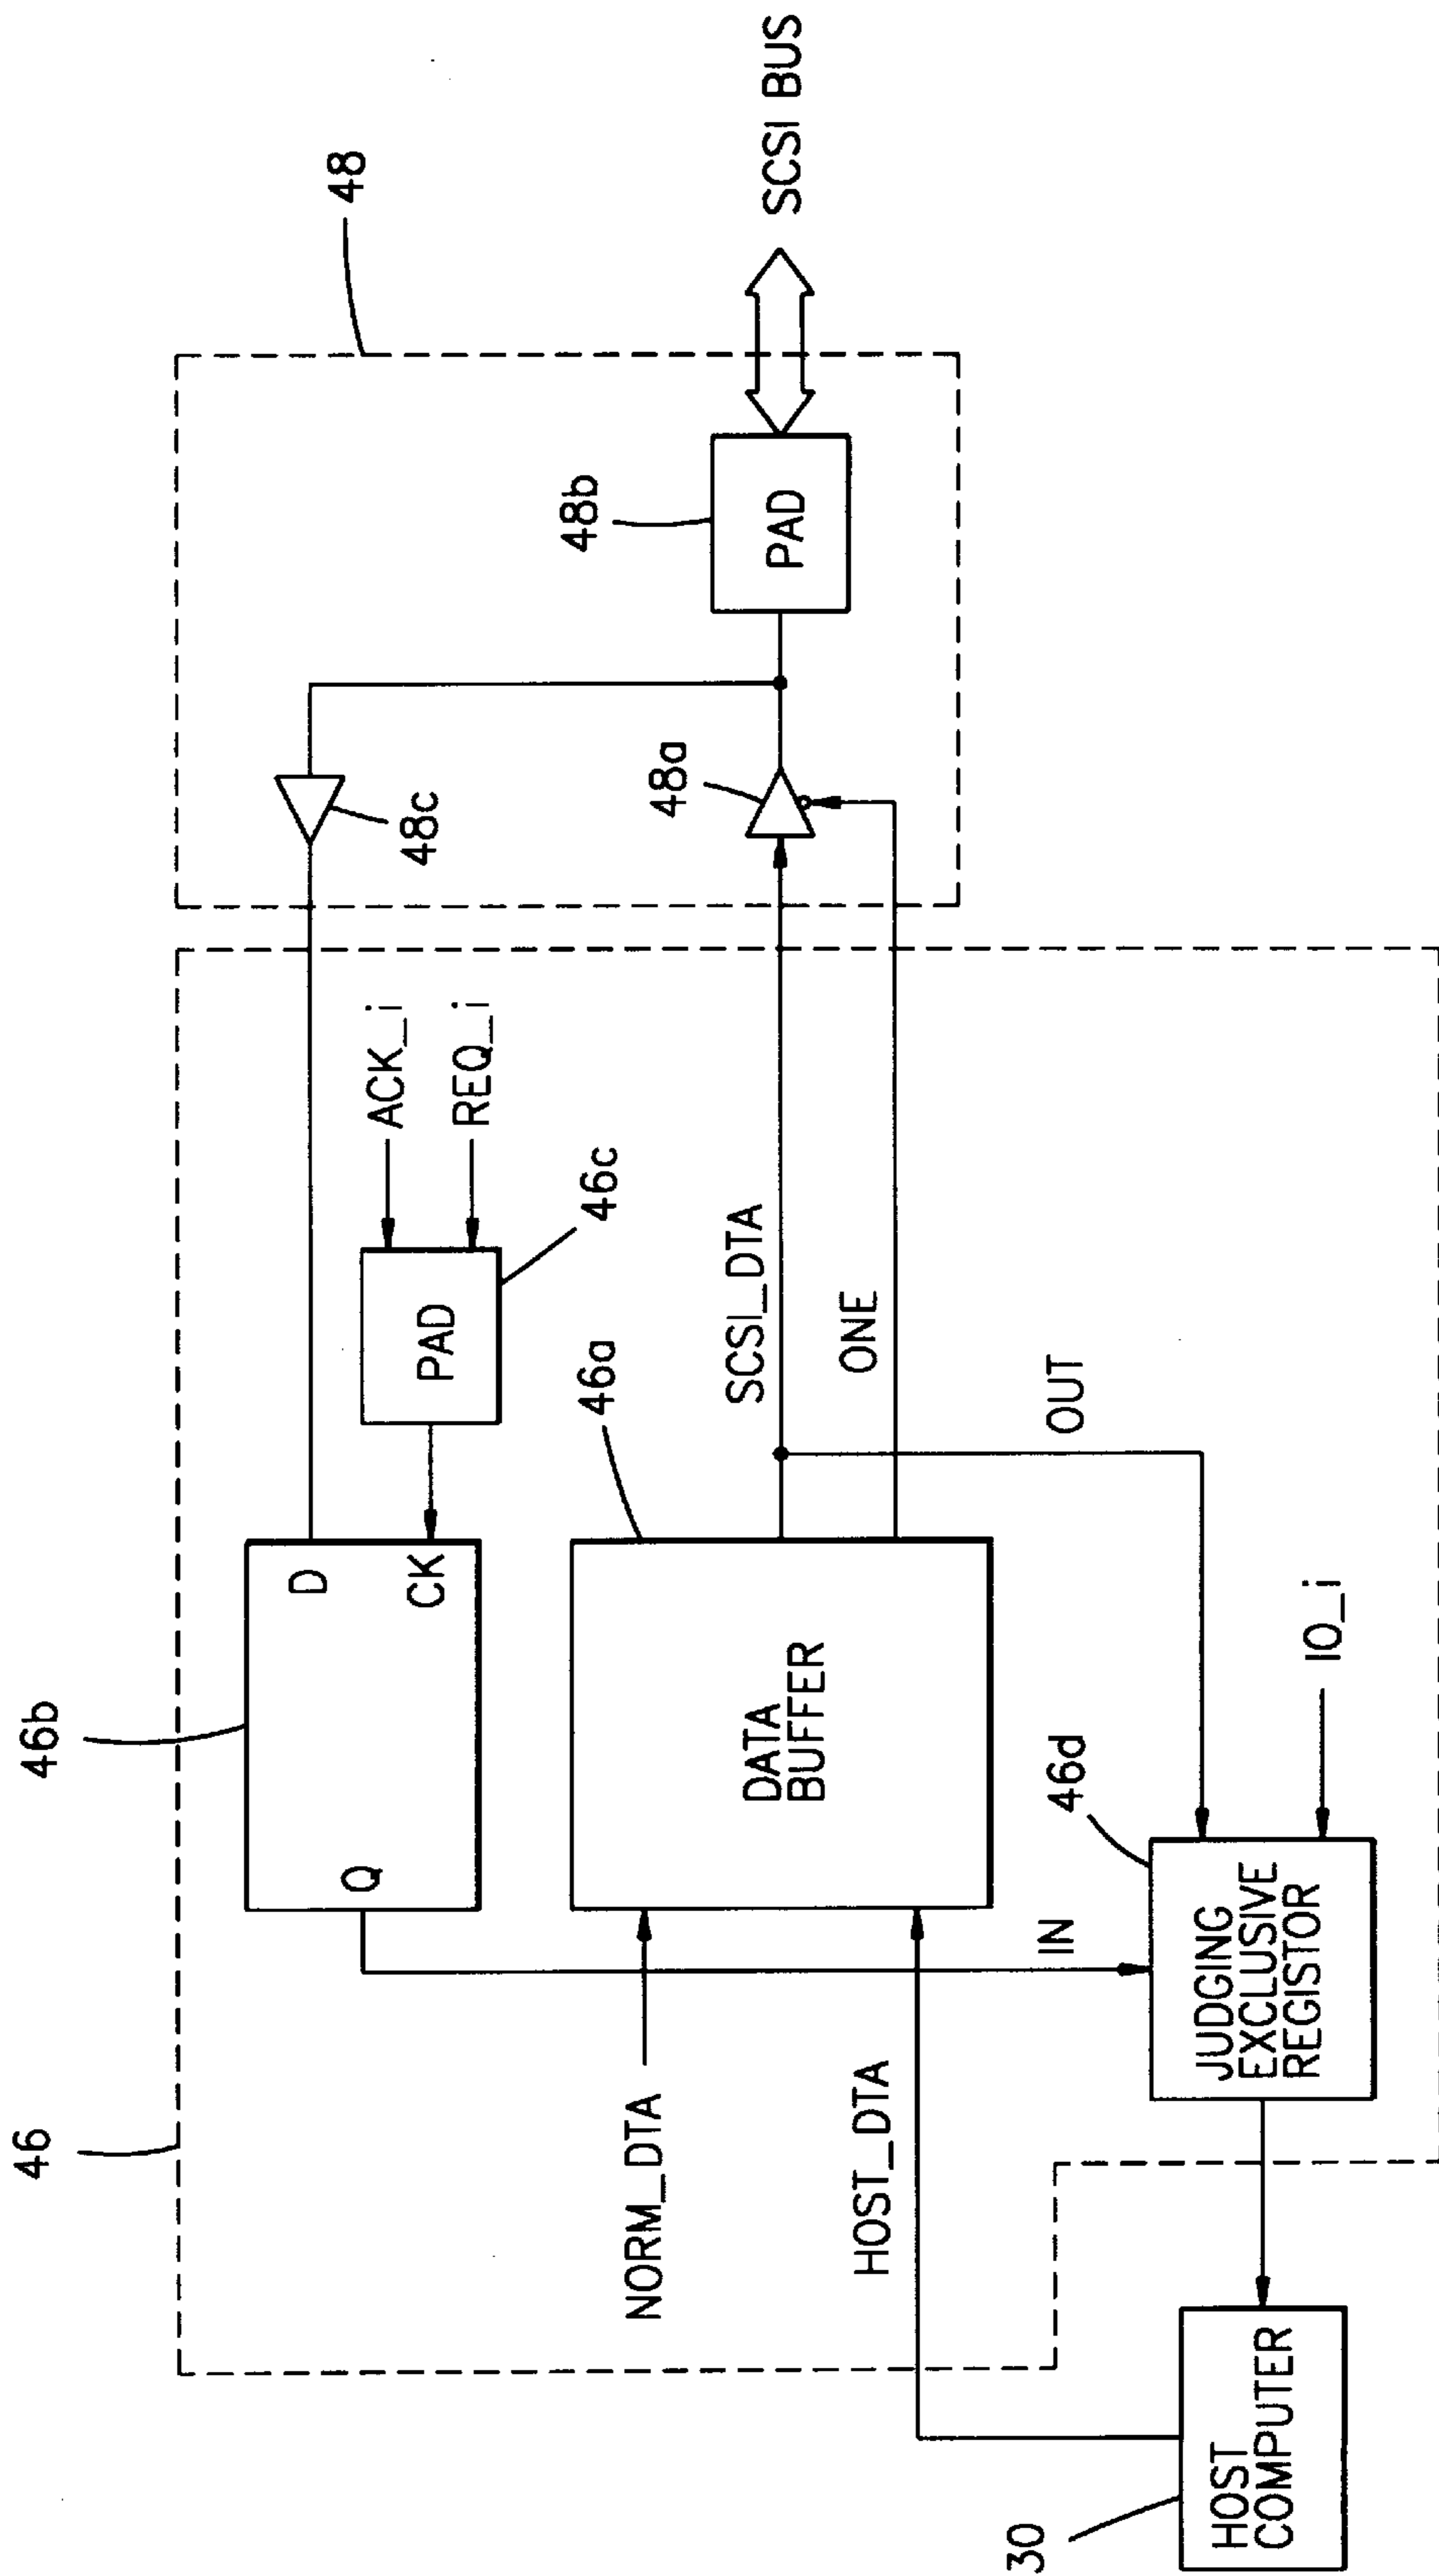 46
46b
Q
D
CK
48c
48
ACK_i
REQ_i
PAD
46c
46a
48b
PAD
SCSI BUS
48a
NORM_DTA
DATA
BUFFER
SCSI_DTA
ONE
HOST_DTA
IN
OUT
46d
JUDGING
EXCLUSIVE
REGISTOR
IO_i
30
HOST
COMPUTER